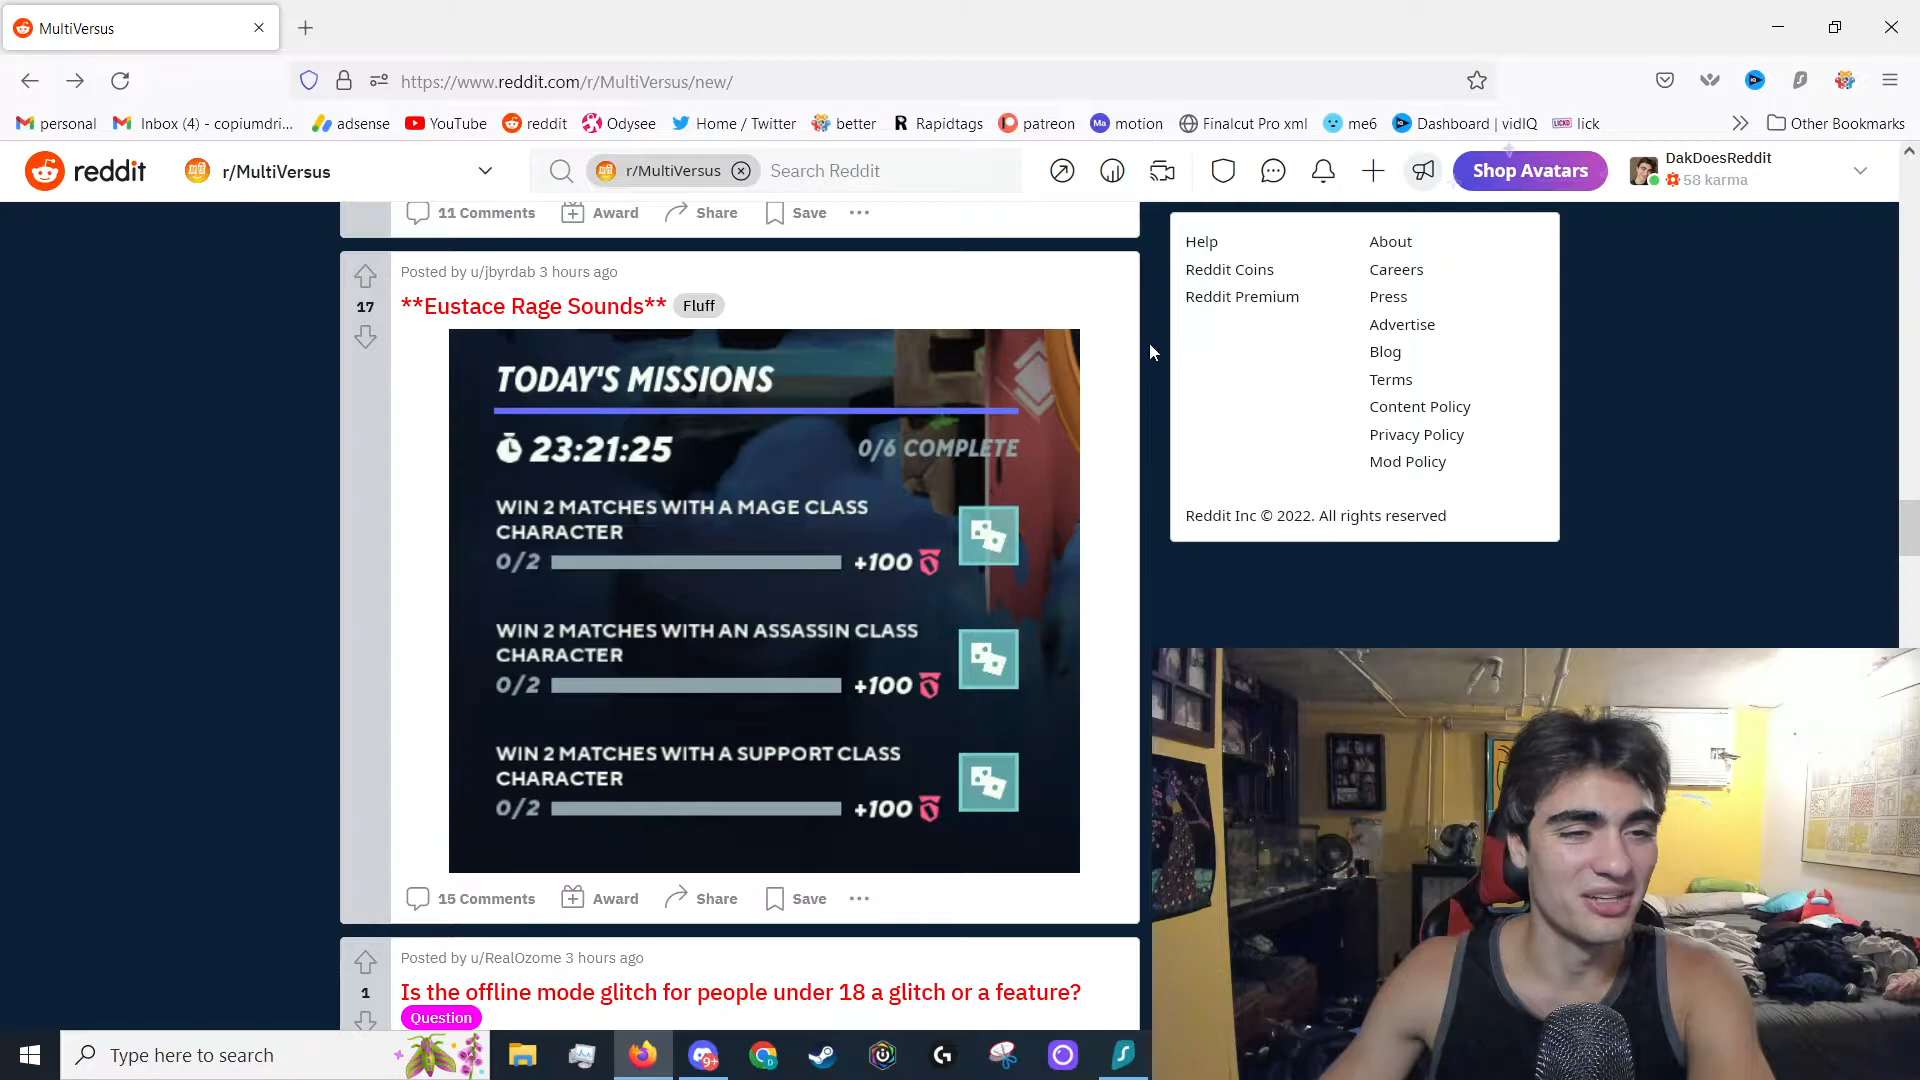 MultiVersus
https://www.reddit.com/r/MultiVersus/new/
personal
Inbox (4) - copiumdri...
adsense
YouTube
reddit
Odysee
Home / Twitter
better
Rapidtags
patreon
motion
Finalcut Pro xml
me6
Dashboard | vidIQ
lick
Other Bookmarks
reddit
r/MultiVersus
r/MultiVersus
Search Reddit
Shop Avatars
DakDoesReddit
58 karma
11 Comments
Award
Share
Save
Posted by u/jbyrdab 3 hours ago
17
**Eustace Rage Sounds**
Fluff
TODAY'S MISSIONS
23:21:25
0/6 COMPLETE
WIN 2 MATCHES WITH A MAGE CLASS
CHARACTER
0/2
+100
WIN 2 MATCHES WITH AN ASSASSIN CLASS
CHARACTER
0/2
+100
WIN 2 MATCHES WITH A SUPPORT CLASS
CHARACTER
0/2
+100
15 Comments
Award
Share
Save
Posted by u/RealOzome 3 hours ago
1
Is the offline mode glitch for people under 18 a glitch or a feature?
Question
Help
Reddit Coins
Reddit Premium
About
Careers
Press
Advertise
Blog
Terms
Content Policy
Privacy Policy
Mod Policy
Reddit Inc © 2022. All rights reserved
Type here to search
9+